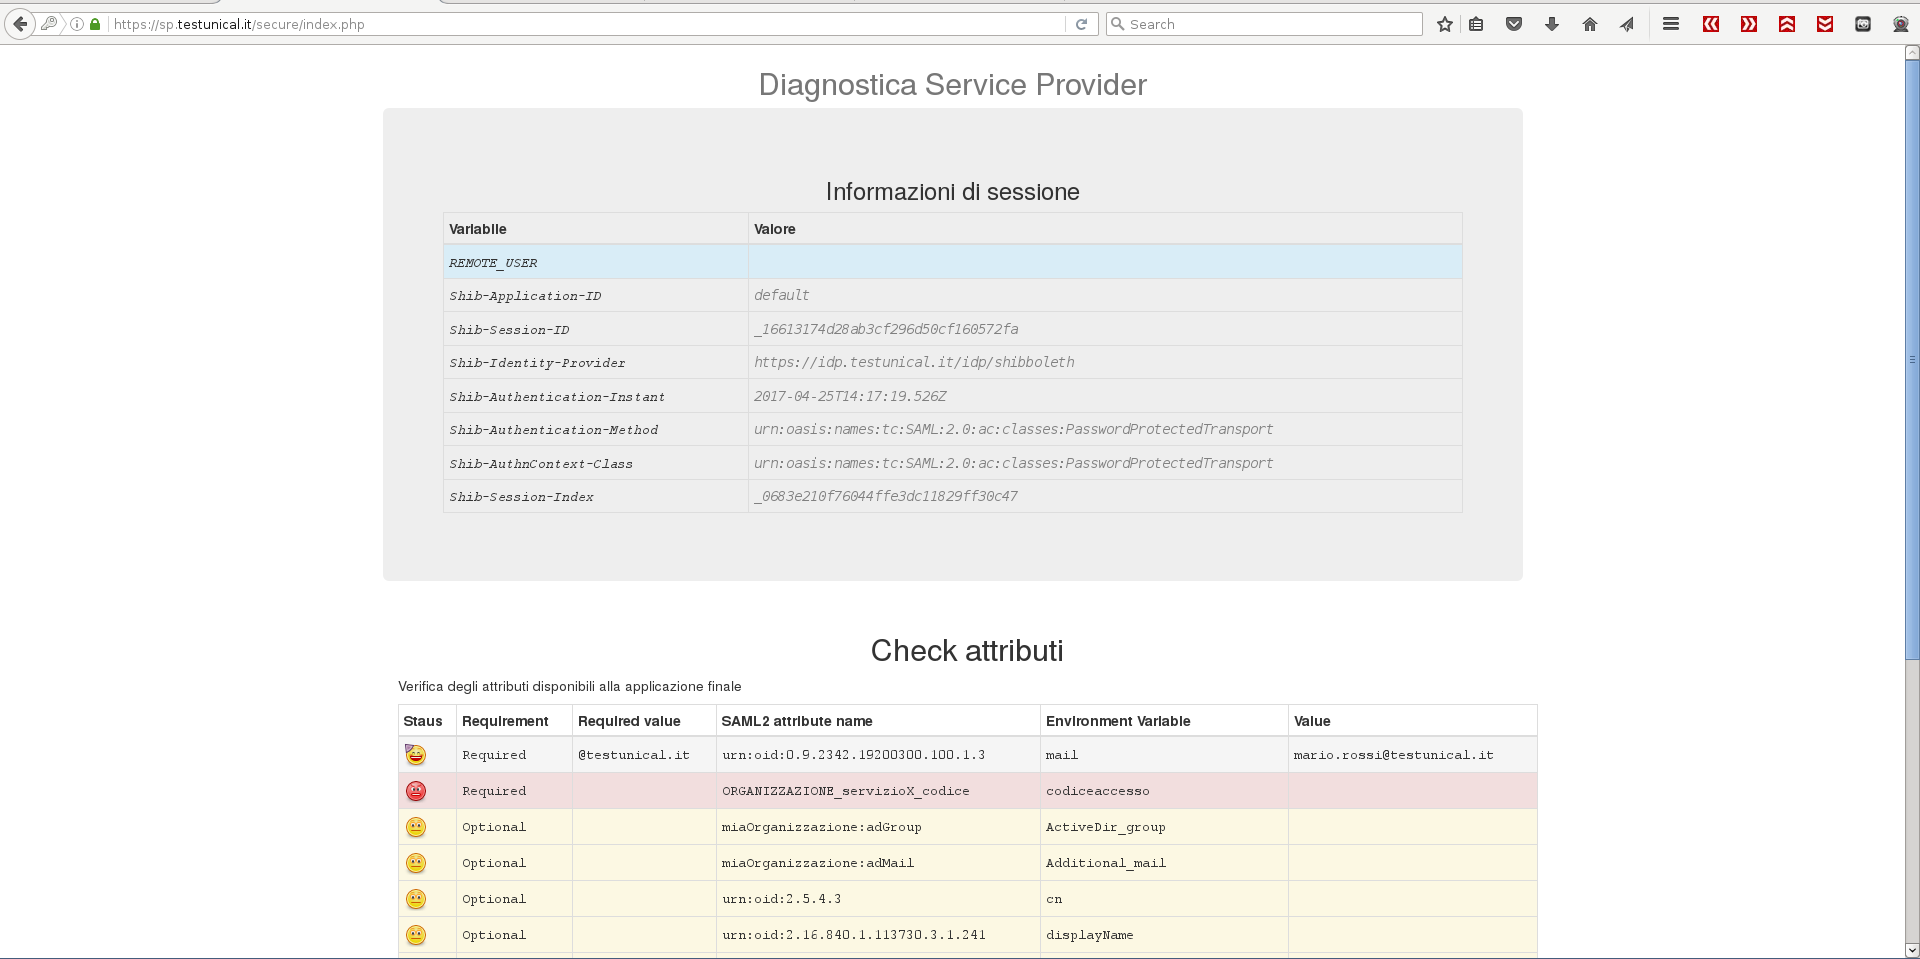 https://sp.testunical.it/secure/index.php
Search
Diagnostica Service Provider
Informazioni di sessione
Variabile Valore
REMOTE_USER
Shib-Application-ID default
Shib-Session-ID _16613174d28ab3cf296d50cf160572fa
Shib-Identity-Provider https://idp.testunical.it/idp/shibboleth
Shib-Authentication-Instant 2017-04-25T14:17:19.526Z
Shib-Authentication-Method urn:oasis:names:tc:SAML:2.0:ac:classes:PasswordProtectedTransport
Shib-AuthnContext-Class urn:oasis:names:tc:SAML:2.0:ac:classes:PasswordProtectedTransport
Shib-Session-Index _0683e210f76044ffe3dc11829ff30c47
Check attributi
Verifica degli attributi disponibili alla applicazione finale
Staus Requirement Required value SAML2 attribute name Environment Variable Value
Required @testunical.it urn:oid:0.9.2342.19200300.100.1.3 mail mario.rossi@testunical.it
Required ORGANIZZAZIONE_servizioX_codice codiceaccesso
Optional miaOrganizzazione:adGroup ActiveDir_group
Optional miaOrganizzazione:adMail Additional_mail
Optional urn:oid:2.5.4.3 cn
Optional urn:oid:2.16.840.1.113730.3.1.241 displayName